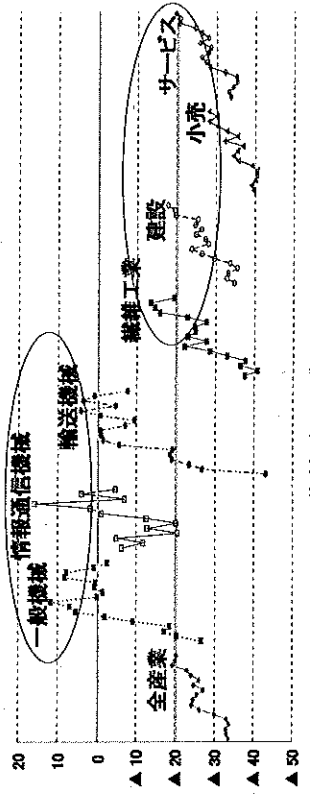 20
10
0
▲ 10
▲ 20
▲ 30
▲ 40
▲ 50
全産業
一般機械
情報通信機械
輸送機械
繊維工業
建設
小売
サービス